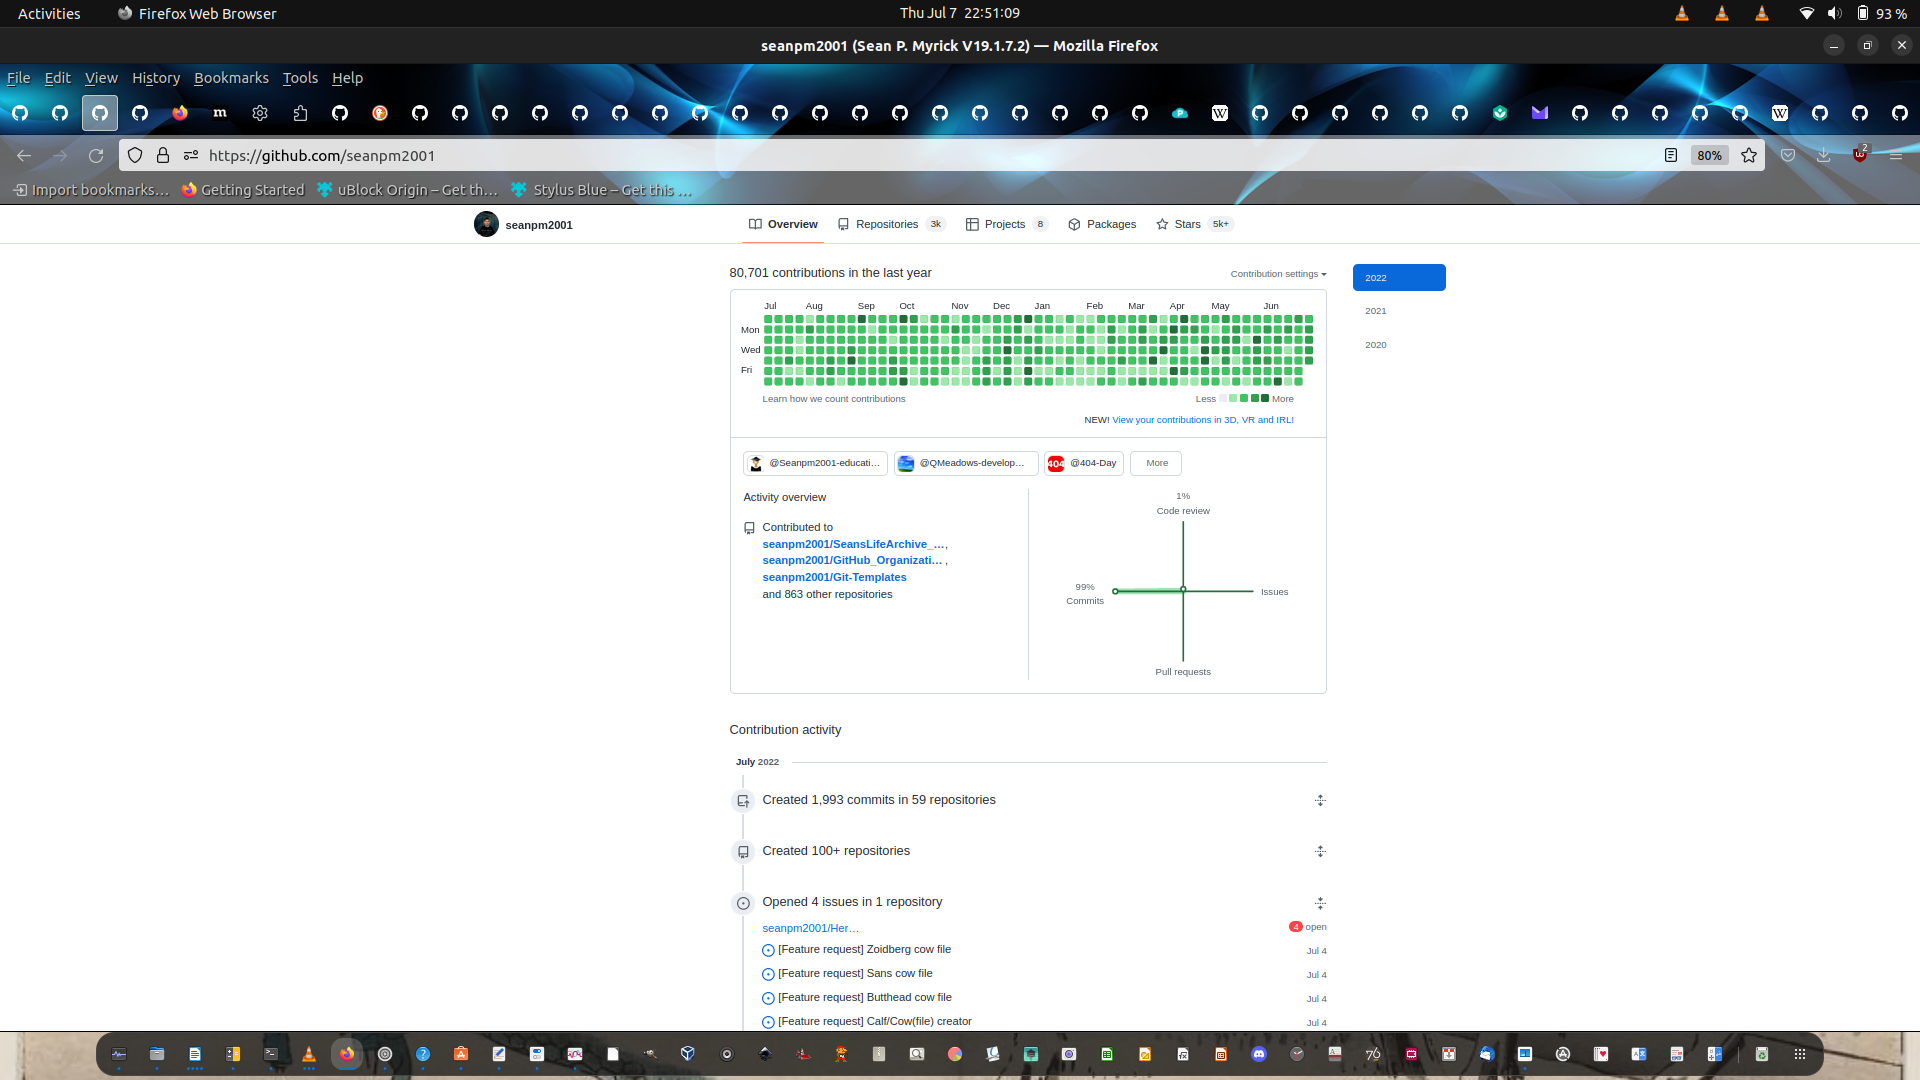 Activities
Firefox Web Browser
Thu Jul 7 22:51:09
93 %
seanpm2001 (Sean P. Myrick V19.1.7.2) — Mozilla Firefox
File Edit View History Bookmarks Tools Help
https://github.com/seanpm2001
80%
2
Import bookmarks…
Getting Started
uBlock Origin – Get th…
Stylus Blue – Get this …
seanpm2001
Overview
Repositories 3k
Projects 8
Packages
Stars 5k+
80,701 contributions in the last year
Contribution settings
2022
2021
2020
Jul Aug Sep Oct Nov Dec Jan Feb Mar Apr May Jun
Mon
Wed
Fri
Learn how we count contributions
Less More
NEW! View your contributions in 3D, VR and IRL!
@Seanpm2001-educati…
@QMeadows-develop…
404 @404-Day
More
Activity overview
Contributed to
seanpm2001/SeansLifeArchive_…,
seanpm2001/GitHub_Organizati… ,
seanpm2001/Git-Templates
and 863 other repositories
1%
Code review
99%
Commits
Issues
Pull requests
Contribution activity
July 2022
Created 1,993 commits in 59 repositories
Created 100+ repositories
Opened 4 issues in 1 repository
seanpm2001/Her…
4 open
[Feature request] Zoidberg cow file
Jul 4
[Feature request] Sans cow file
Jul 4
[Feature request] Butthead cow file
Jul 4
[Feature request] Calf/Cow(file) creator
Jul 4